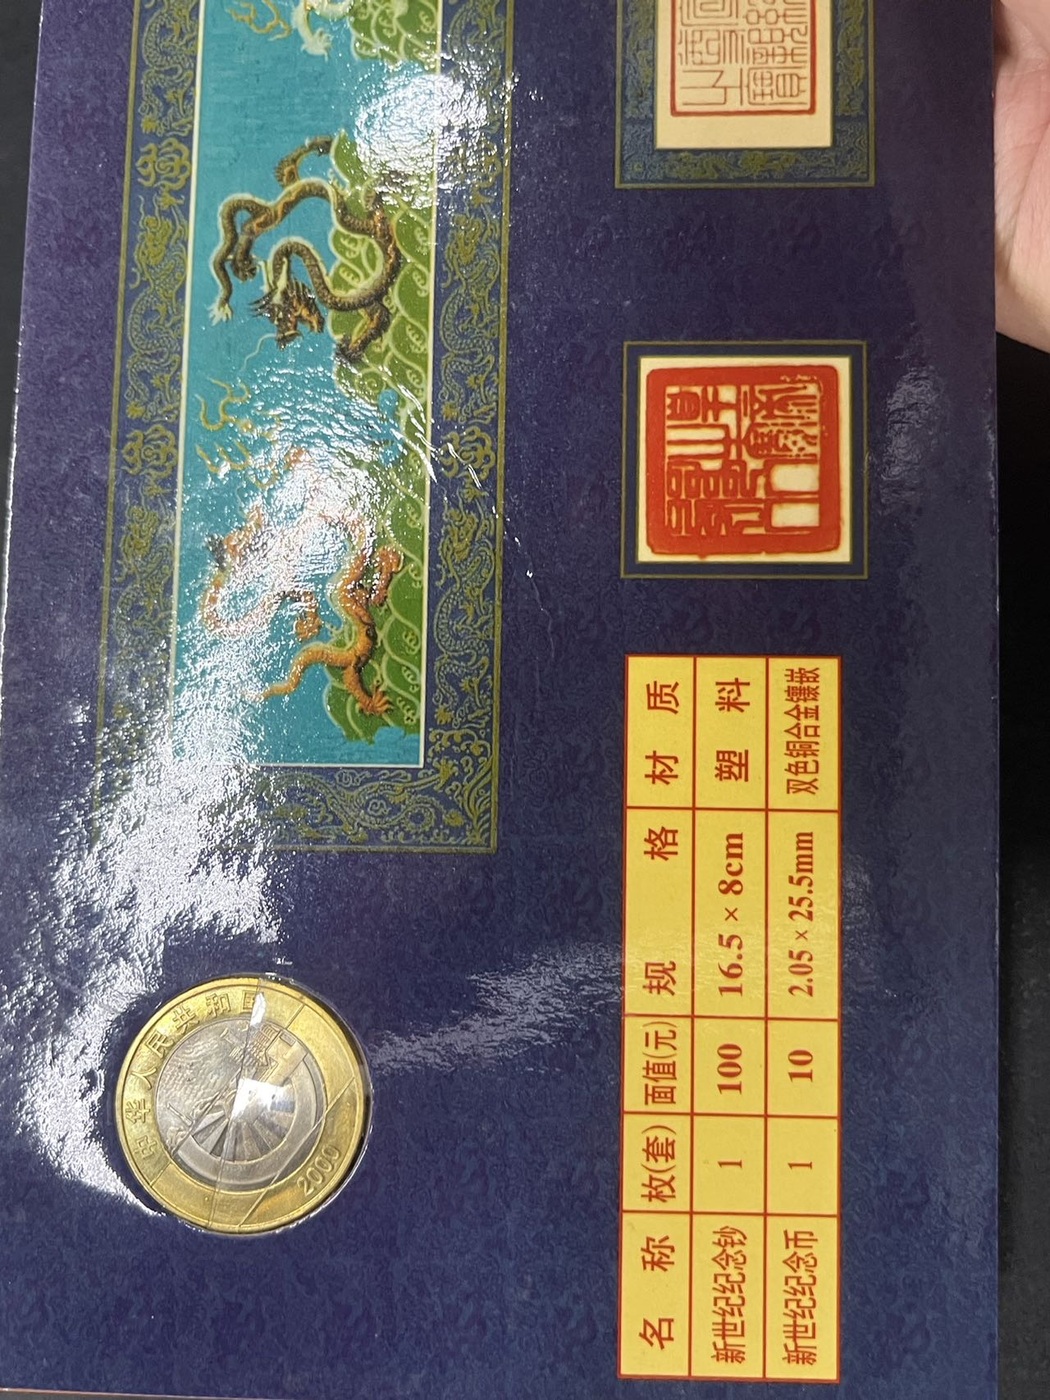 中华人民共和国
2000
名称 枚(套) 面值(元) 规格 材质
新世纪纪念钞 1 100 16.5 × 8cm 塑料
新世纪纪念币 1 10 2.05 × 25.5mm 双色铜合金镶嵌